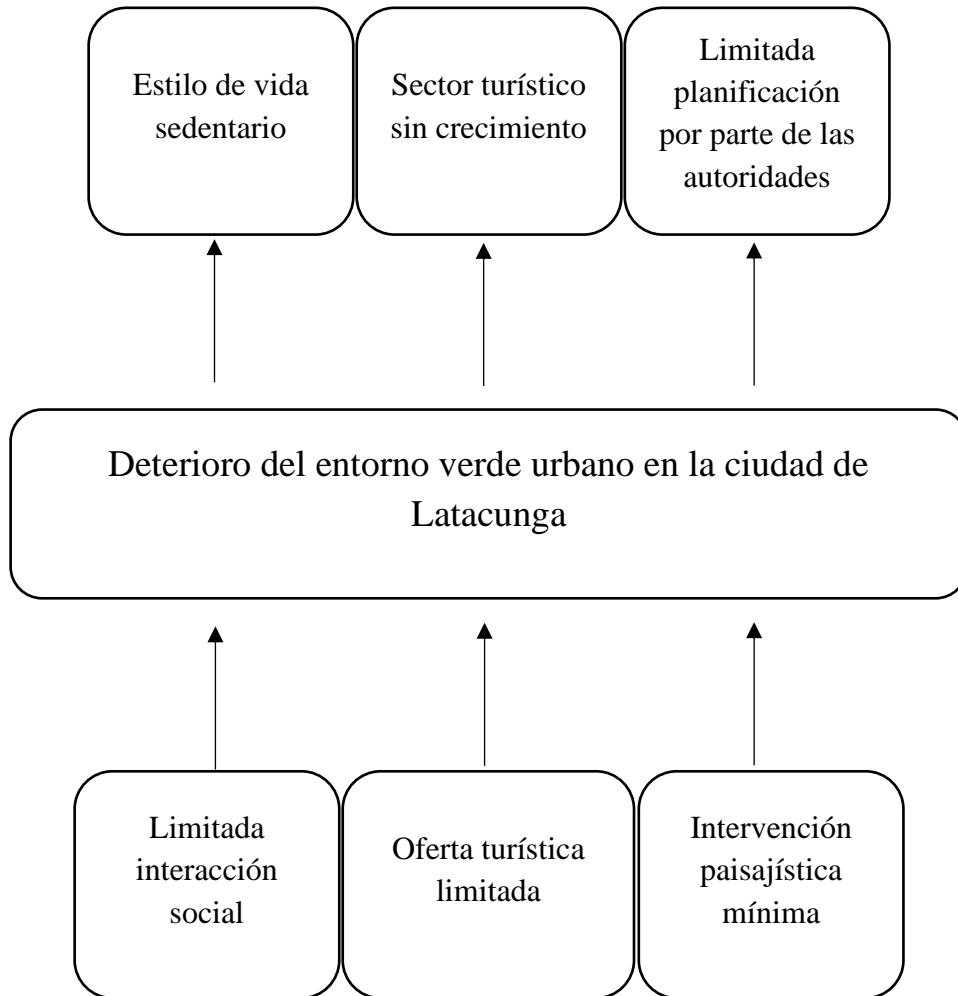 Estilo de vida
sedentario
Sector turístico
sin crecimiento
Limitada
planificación
por parte de las
autoridades
Deterioro del entorno verde urbano en la ciudad de
Latacunga
Limitada
interacción
social
Oferta turística
limitada
Intervención
paisajística
mínima